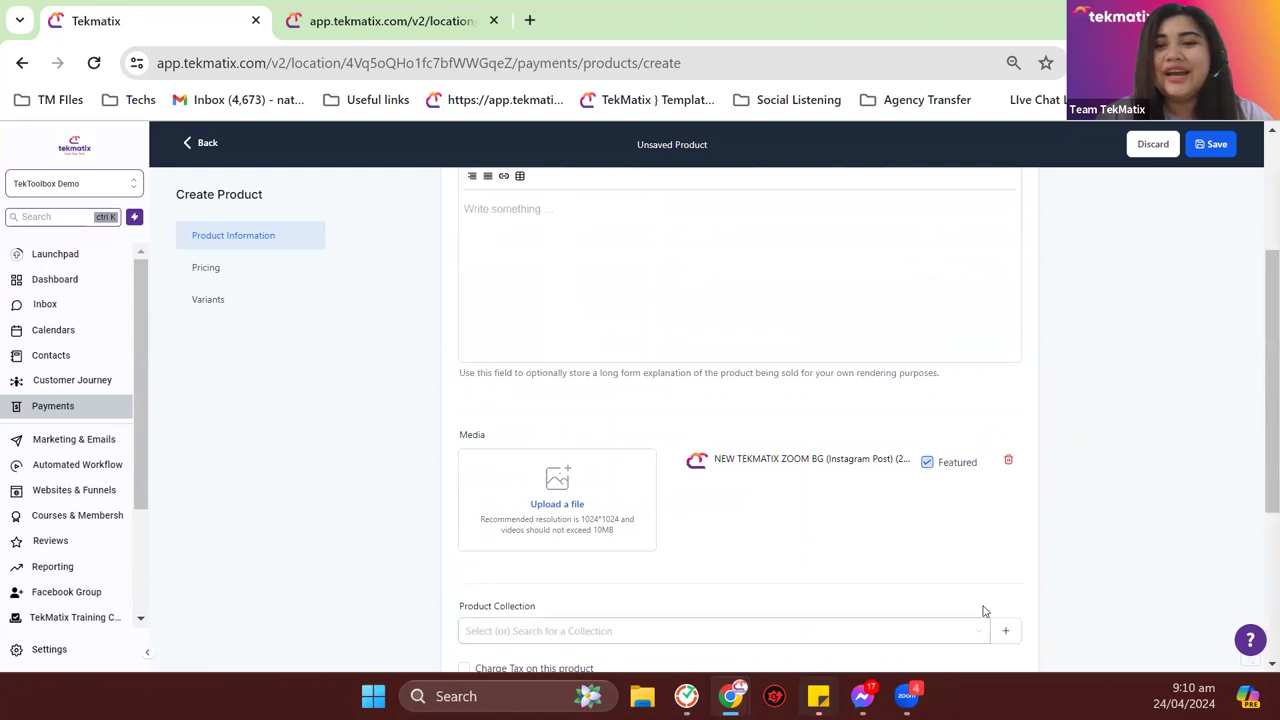 Tekmatix
app.tekmatix.com/v2/location/
tekmatix
app.tekmatix.com/v2/location/4Vq5oQHo1fc7bfWWGqeZ/payments/products/create
TM FIles
Techs
Inbox (4,673) - nat...
Useful links
https://app.tekmati...
TekMatix } Templat...
Social Listening
Agency Transfer
LIve Chat
Team TekMatix
tekmatix
Back
Unsaved Product
Discard
Save
TekToolbox Demo
Search
ctrl K
Create Product
Product Information
Pricing
Variants
Launchpad
Dashboard
Inbox
Calendars
Contacts
Customer Journey
Payments
Marketing & Emails
Automated Workflow
Websites & Funnels
Courses & Membersh
Reviews
Reporting
Facebook Group
TekMatix Training C...
Settings
Write something ...
Use this field to optionally store a long form explanation of the product being sold for your own rendering purposes.
Media
Upload a file
Recommended resolution is 1024*1024 and
videos should not exceed 10MB
NEW TEKMATIX ZOOM BG (Instagram Post) (2...
Featured
Product Collection
Select (or) Search for a Collection
+
Charge Tax on this product
?
Search
4
17
zoom
4
9:10 am
24/04/2024
PRE